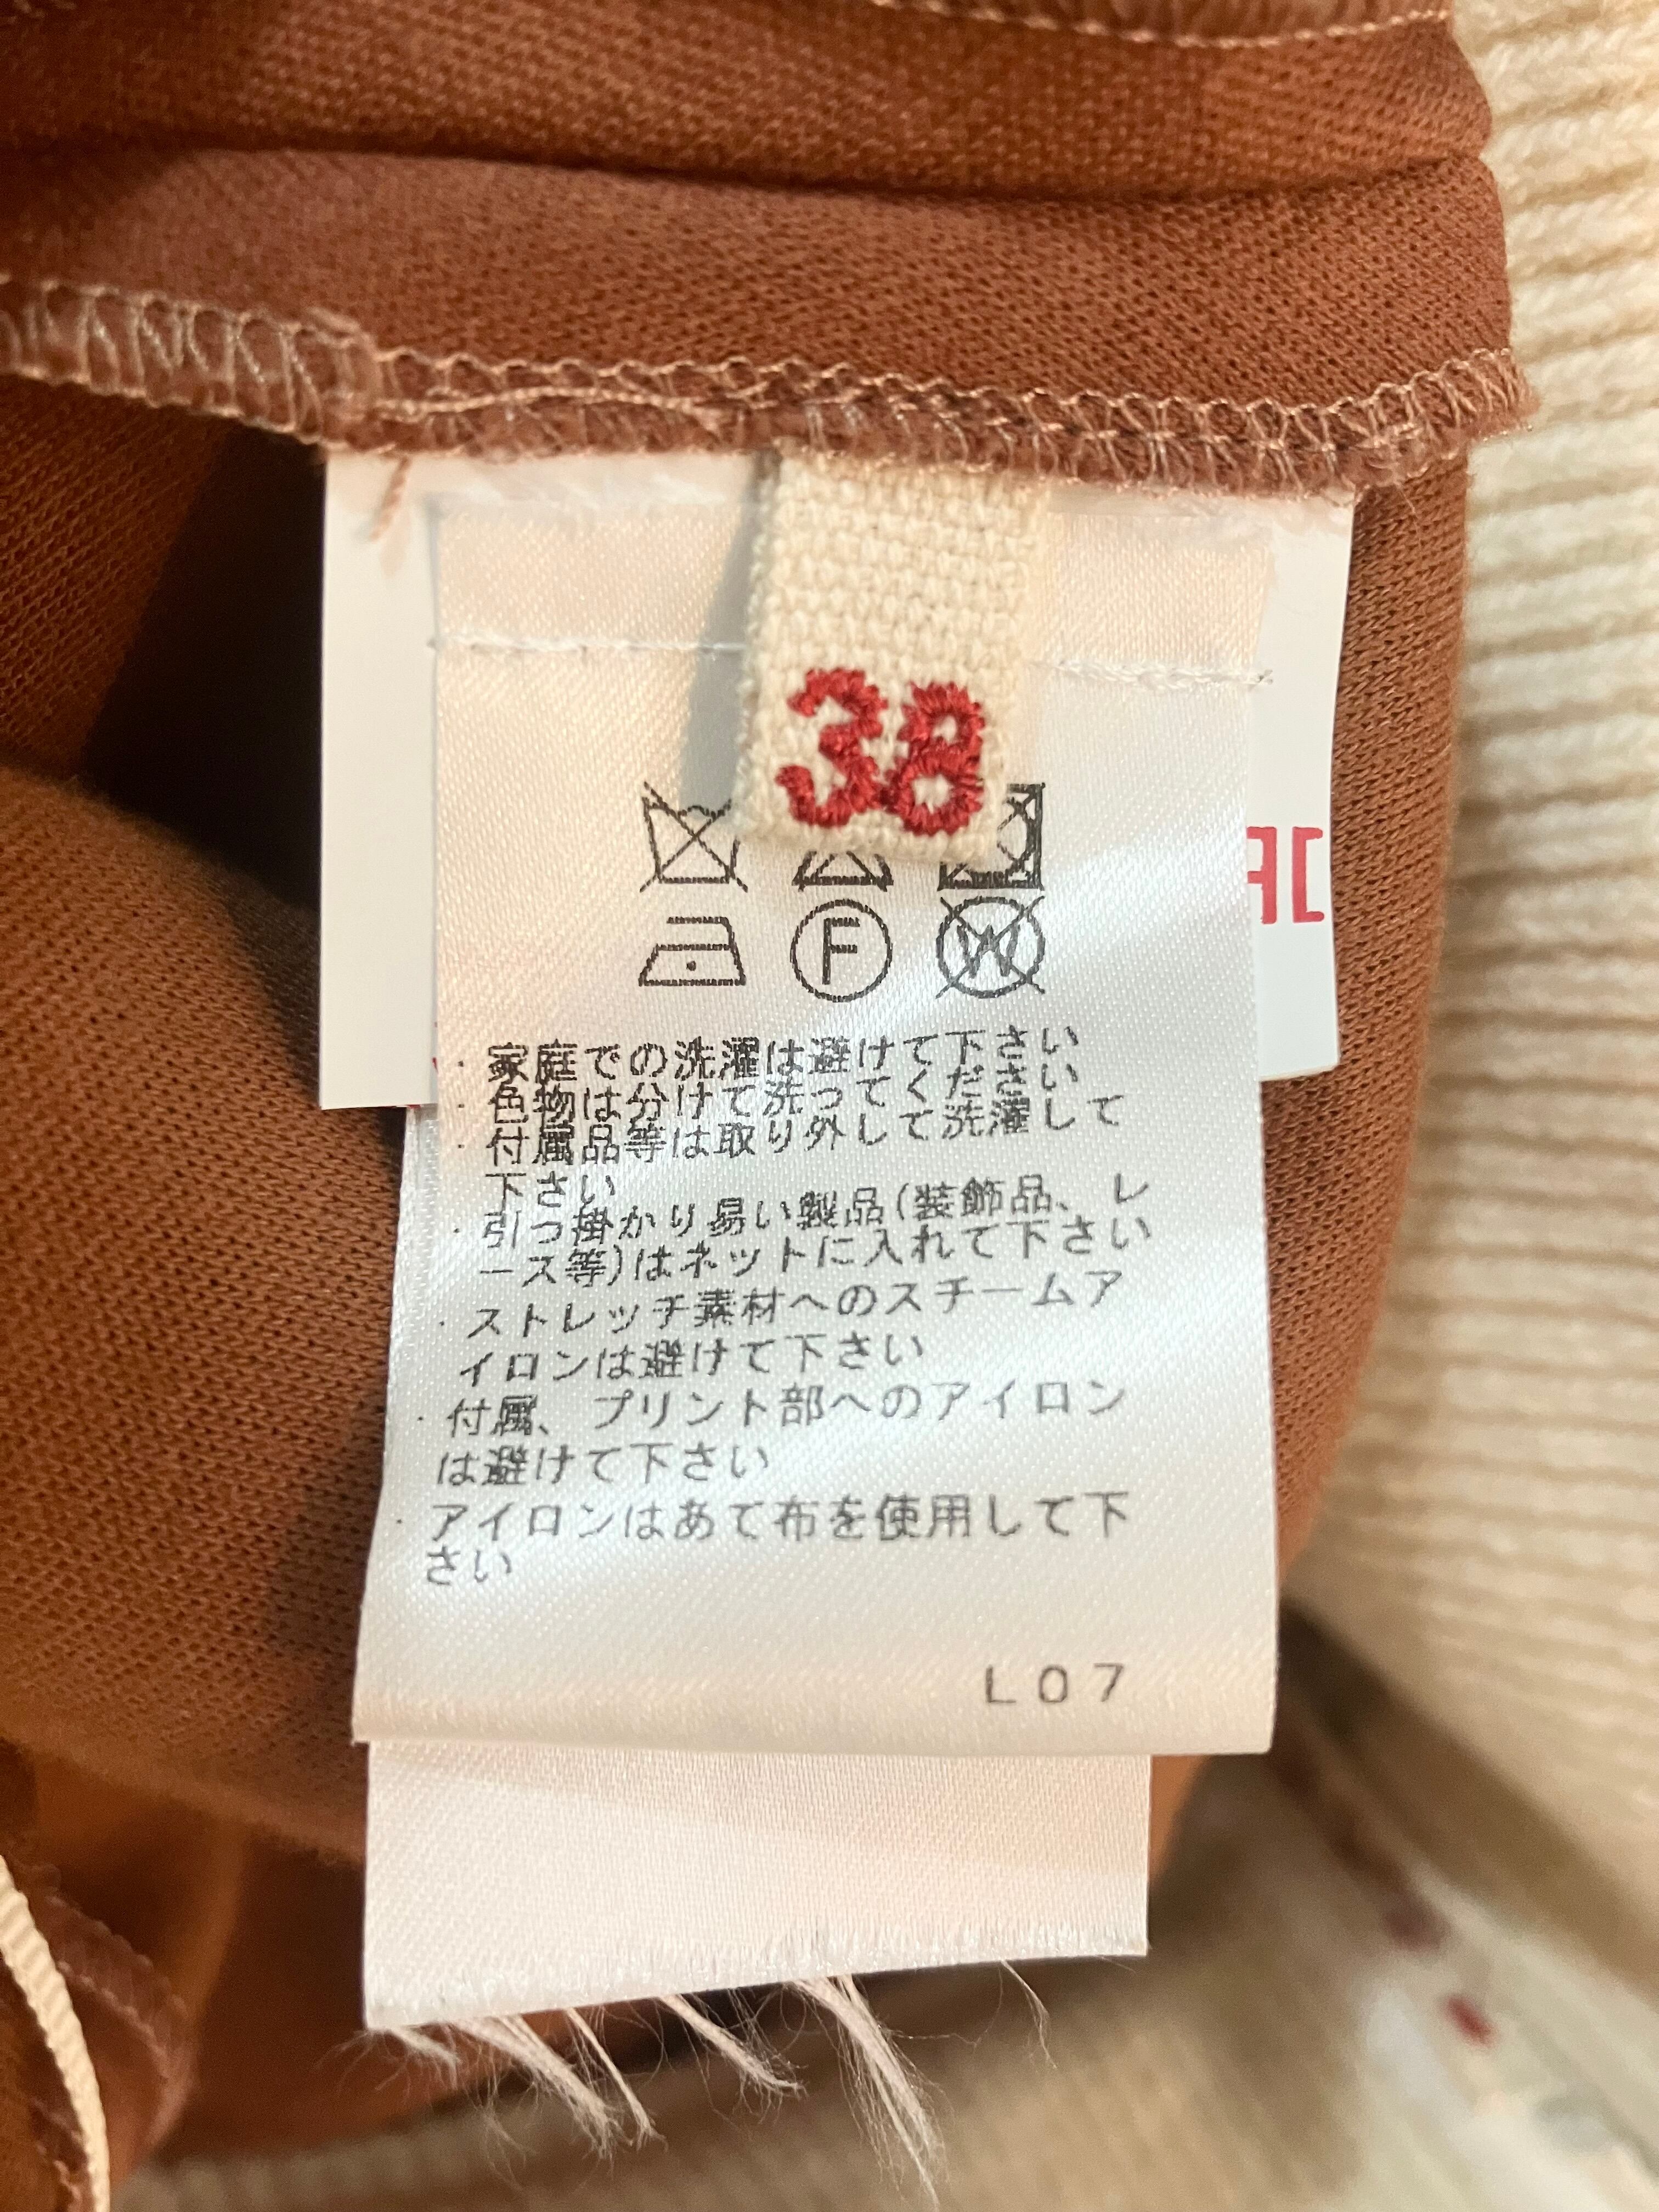 38
F
W
・家庭での洗濯は避けて下さい
・色物は分けて洗ってください
・付属品等は取り外して洗濯して
下さい
・引つ掛かり易い製品(装飾品、レ
ース等)はネットに入れて下さい
・ストレッチ素材へのスチームア
イロンは避けて下さい
・付属、プリント部へのアイロン
は避けて下さい
・アイロンはあて布を使用して下
さい
L07